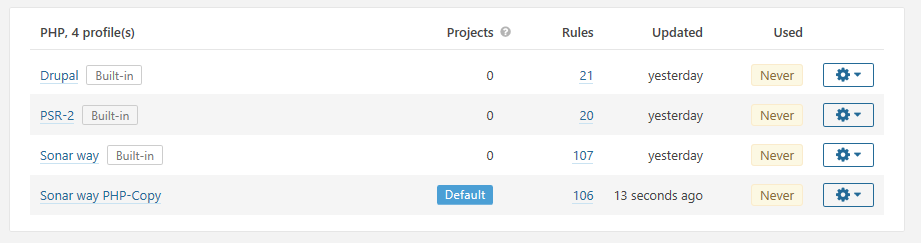 PHP, 4 profile(s) Projects ? Rules Updated Used
Drupal Built-in 0 21 yesterday Never
PSR-2 Built-in 0 20 yesterday Never
Sonar way Built-in 0 107 yesterday Never
Sonar way PHP-Copy Default 106 13 seconds ago Never